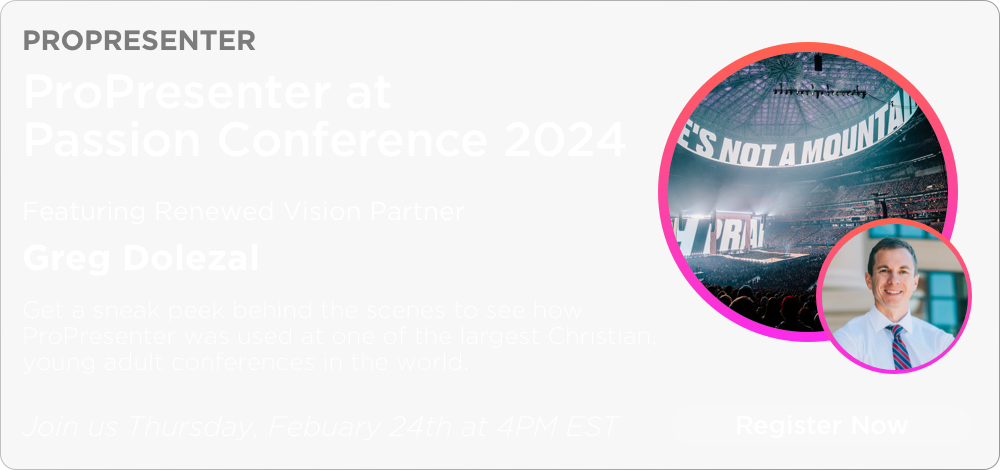 PROPRESENTER
ProPresenter at
Passion Conference 2024
Featuring Renewed Vision Partner
Greg Dolezal
Get a sneak peek behind the scenes to see how
ProPresenter was used at one of the largest Christian,
young adult conferences in the world.
Join us Thursday, Febuary 24th at 4PM EST
Register Now
E'S NOT A MOUNTAI
H PRAI